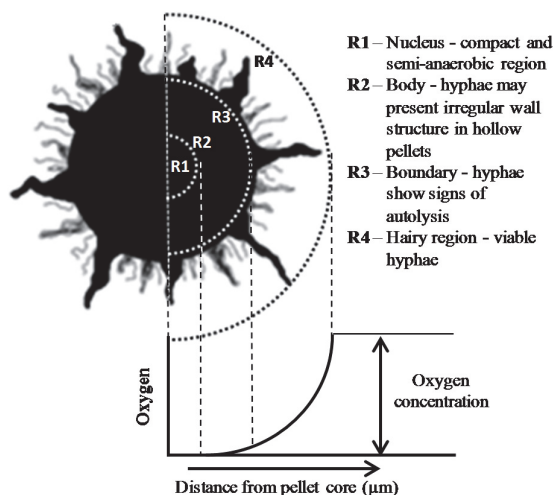 R4
R3
R2
R1
R1 – Nucleus - compact and
semi-anaerobic region
R2 – Body - hyphae may
present irregular wall
structure in hollow
pellets
R3 – Boundary - hyphae
show signs of
autolysis
R4 – Hairy region - viable
hyphae
Oxygen
Oxygen
concentration
Distance from pellet core (µm)